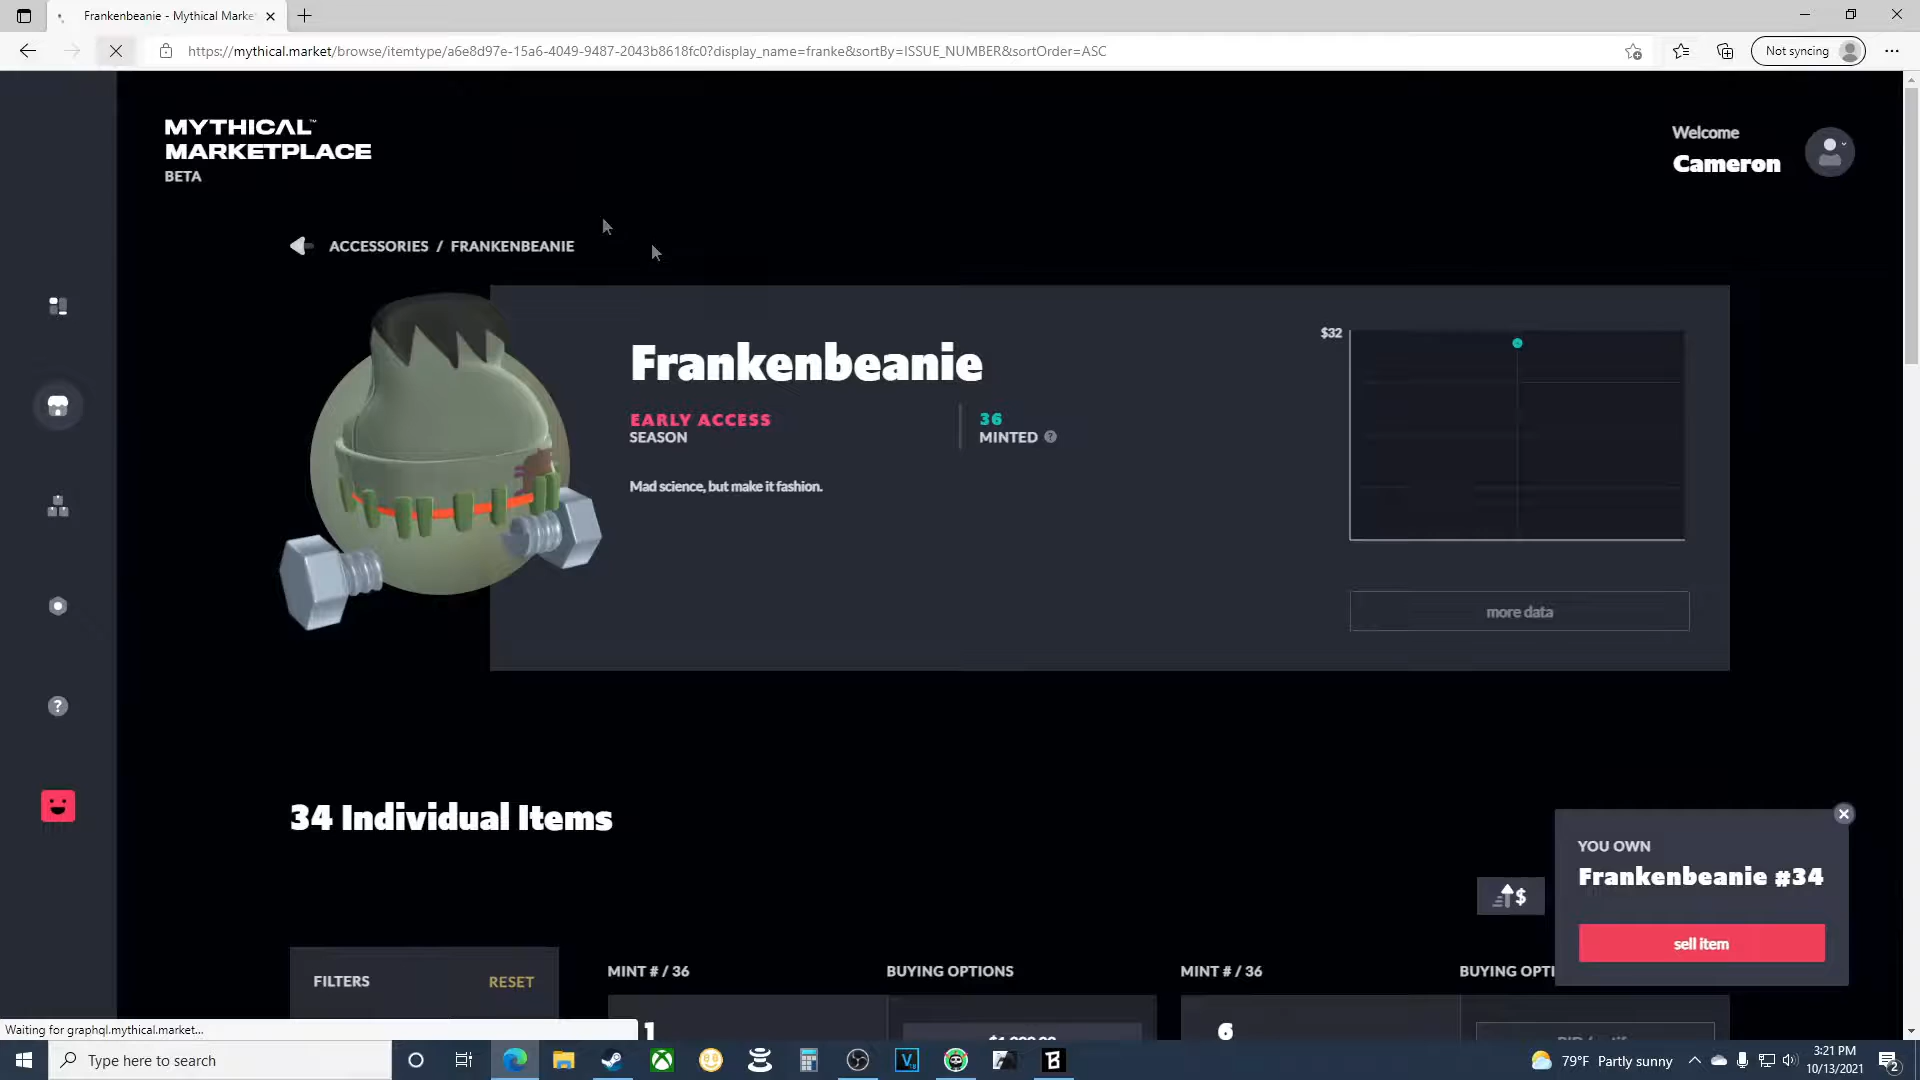 Frankenbeanie - Mythical Marke
https://mythical.market/browse/itemtype/a6e8d97e-15a6-4049-9487-2043b8618fc0?display_name=franke&sortBy=ISSUE_NUMBER&sortOrder=ASC
Not syncing
MYTHICAL™
MARKETPLACE
BETA
Welcome
Cameron
ACCESSORIES / FRANKENBEANIE
Frankenbeanie
EARLY ACCESS
SEASON
36
MINTED ?
Mad science, but make it fashion.
$32
more data
?
34 Individual Items
YOU OWN
Frankenbeanie #34
sell item
$
FILTERS
RESET
MINT # / 36
BUYING OPTIONS
MINT # / 36
BUYING OPTI
1
6
Waiting for graphql.mythical.market...
Type here to search
79°F Partly sunny
3:21 PM
10/13/2021
2